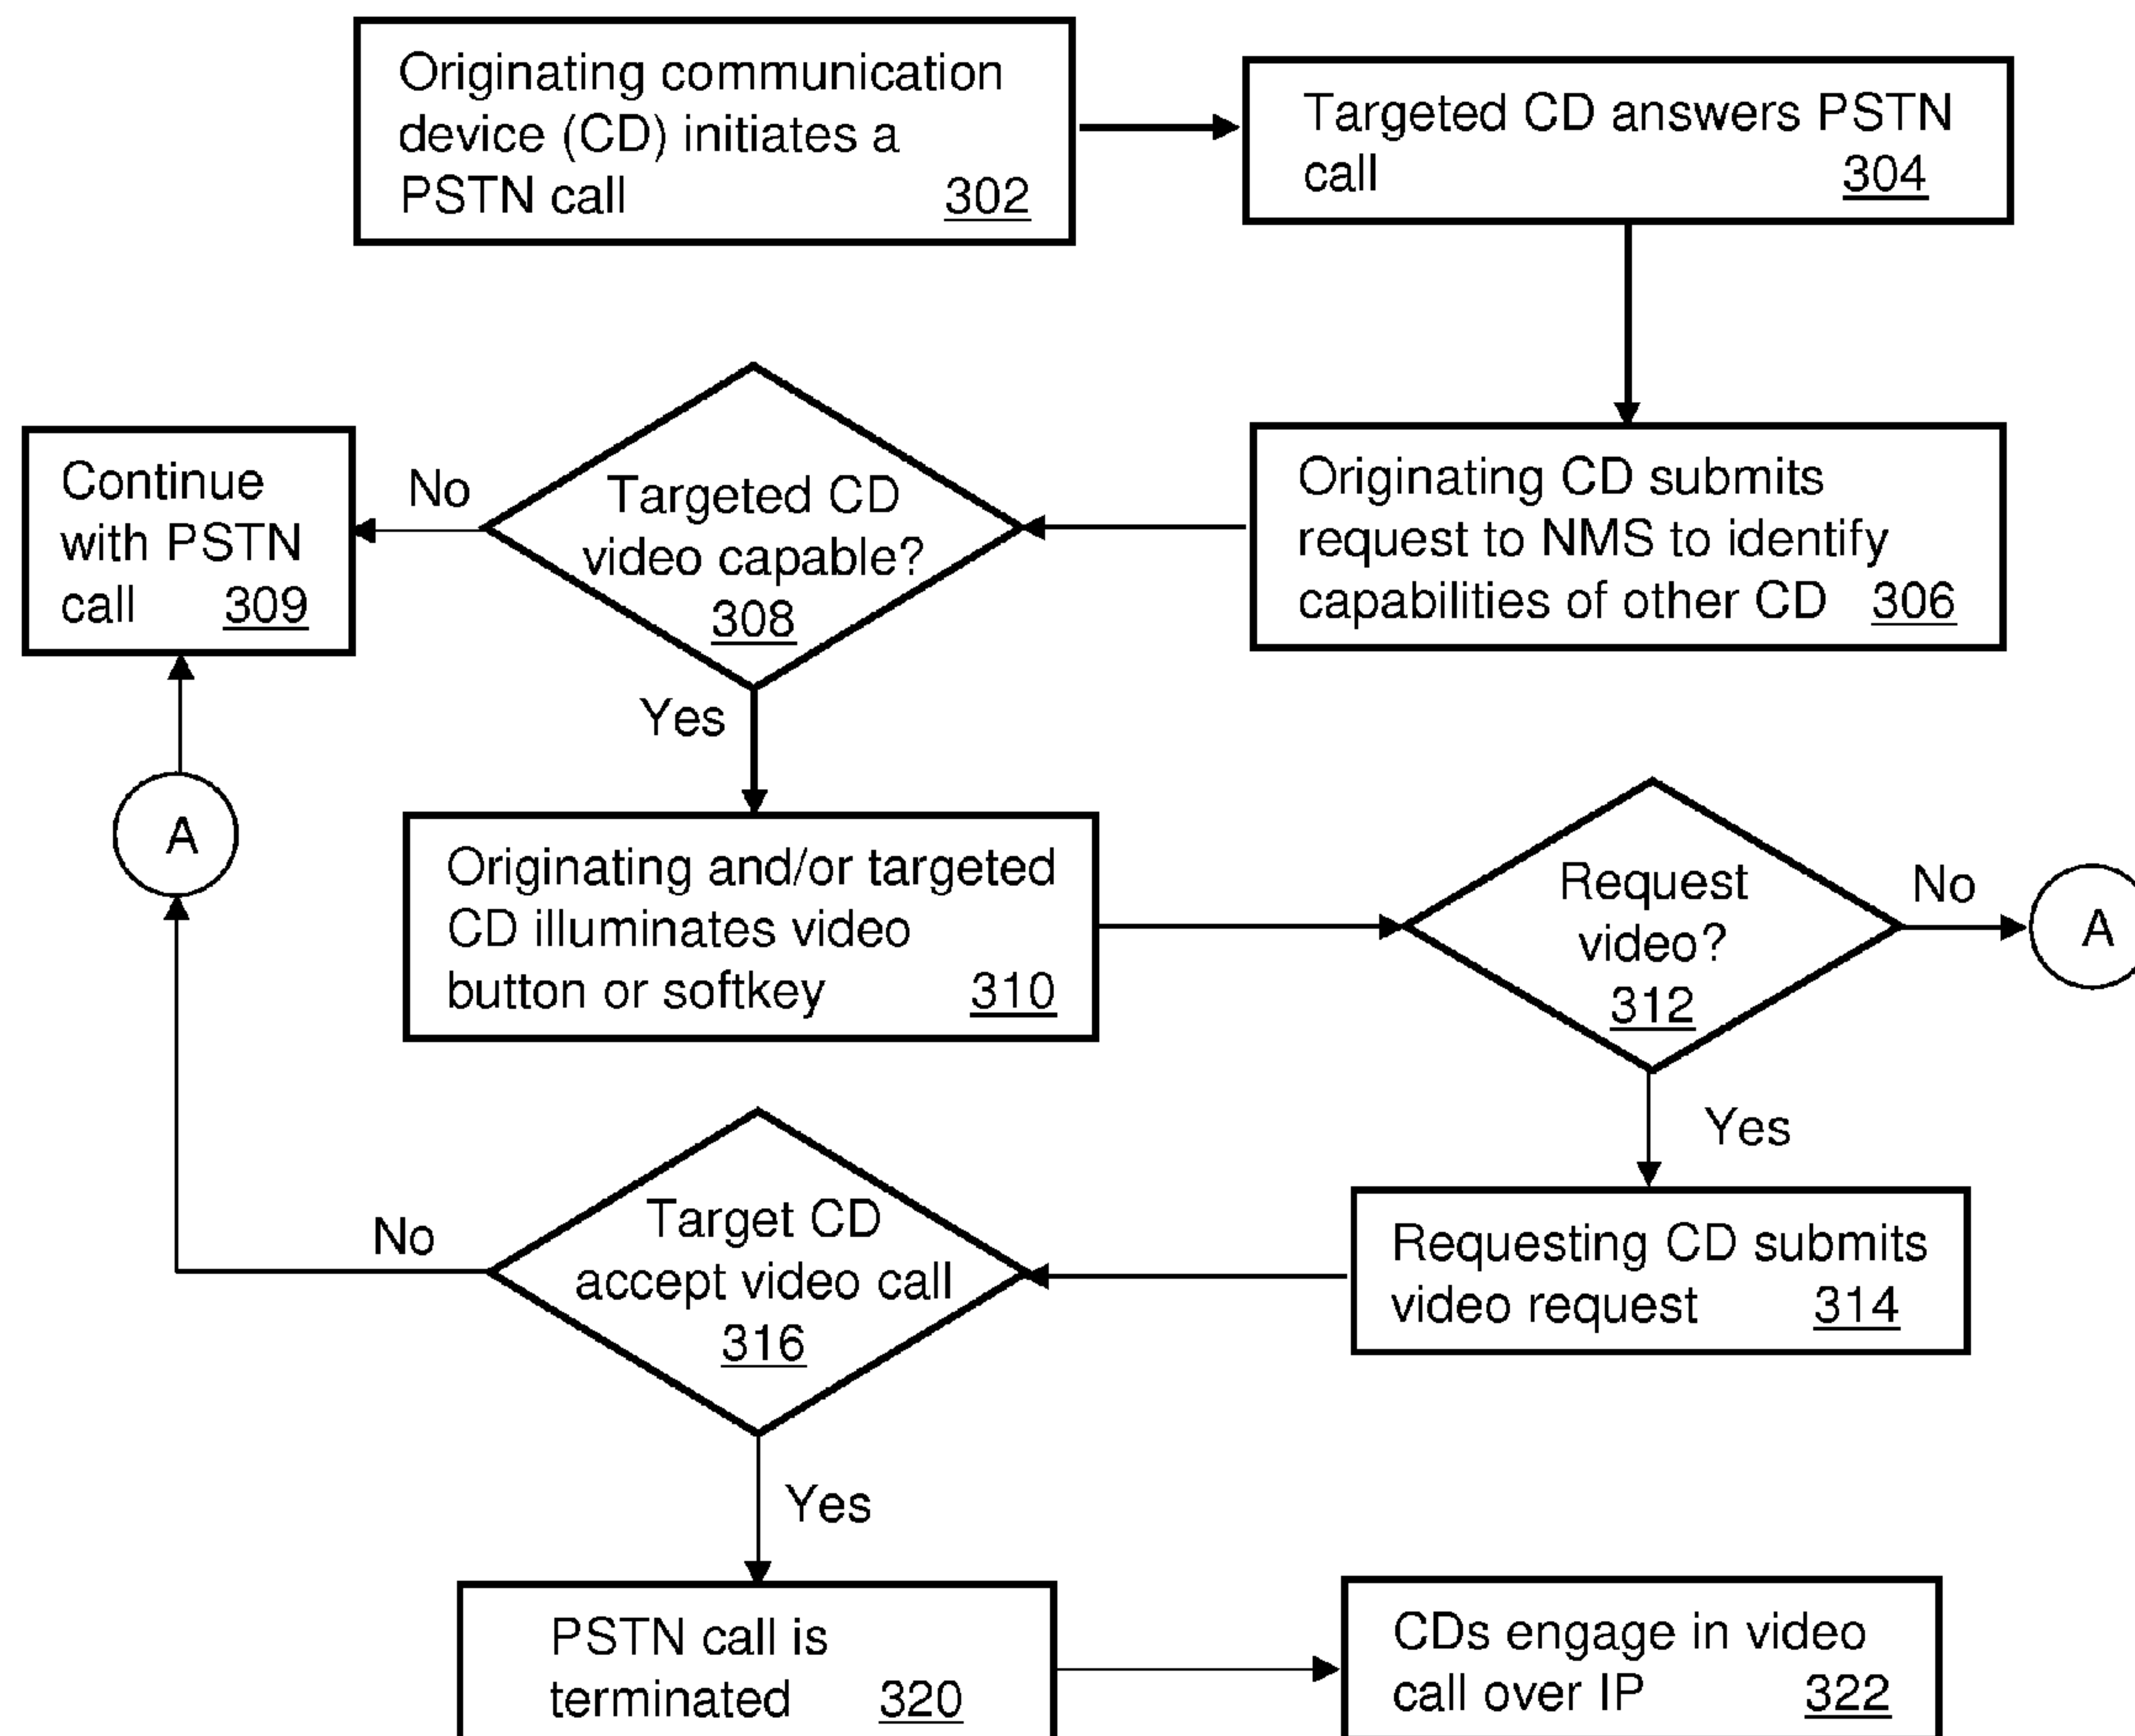 Originating communication
device (CD) initiates a
PSTN call 302
Targeted CD answers PSTN
call 304
Originating CD submits
request to NMS to identify
capabilities of other CD 306
Targeted CD
video capable?
308
No
Continue
with PSTN
call 309
Yes
A
Originating and/or targeted
CD illuminates video
button or softkey 310
Request
video?
312
No
A
Yes
Requesting CD submits
video request 314
Target CD
accept video call
316
No
Yes
PSTN call is
terminated 320
CDs engage in video
call over IP 322